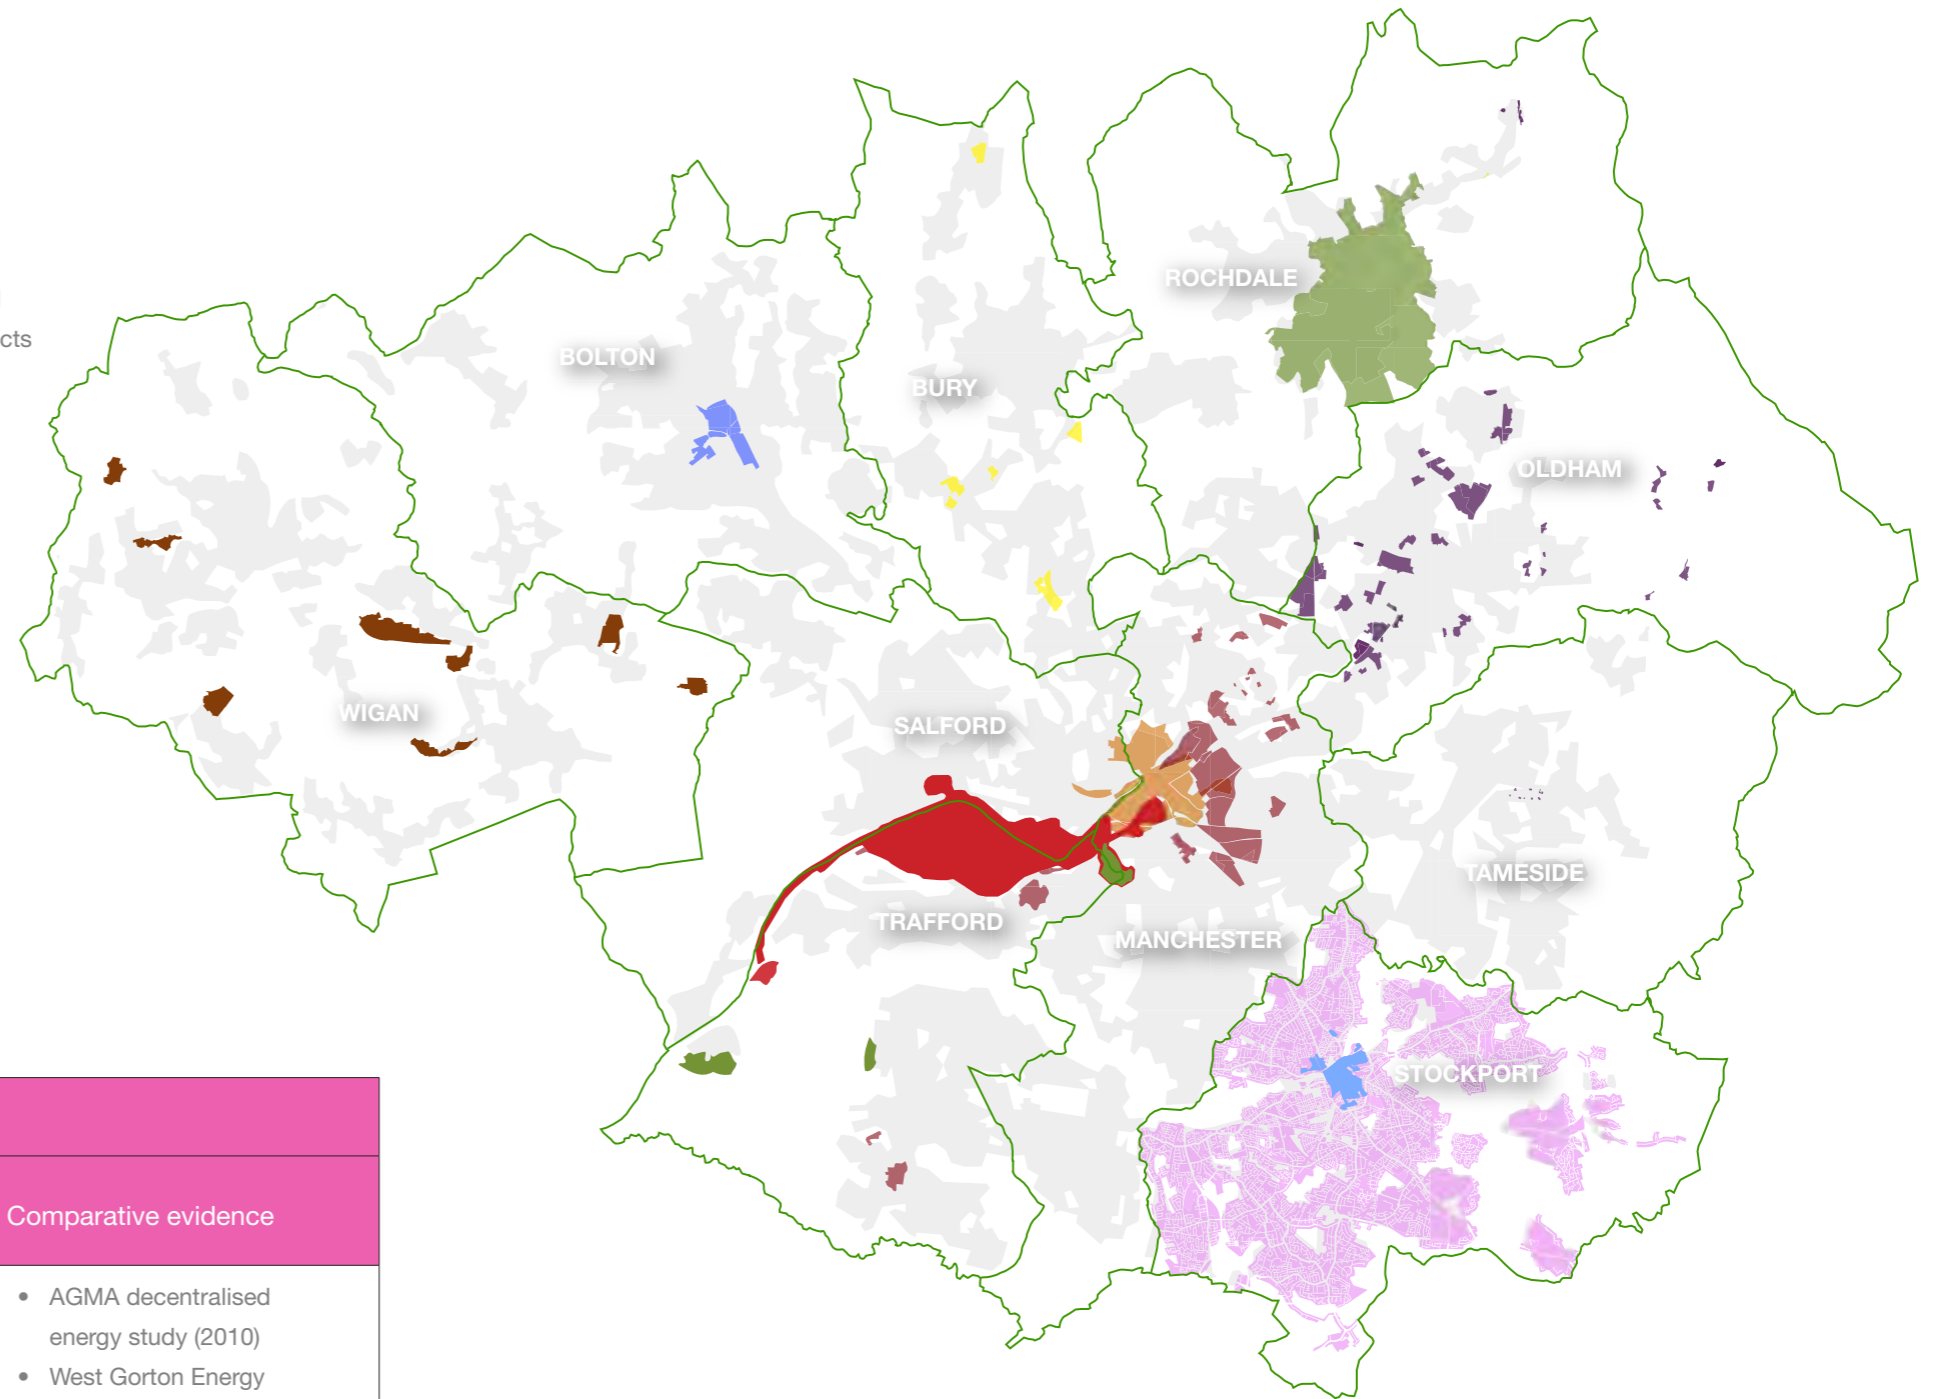 cts
ROCHDALE
BOLTON
BURY
OLDHAM
WIGAN
SALFORD
TAMESIDE
TRAFFORD
MANCHESTER
STOCKPORT
Comparative evidence
• AGMA decentralised
energy study (2010)
• West Gorton Energy